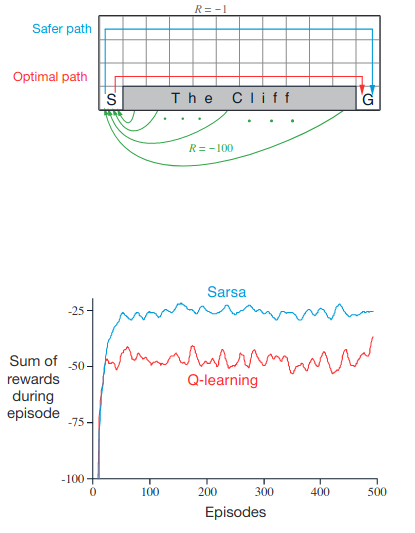 R = −1
Safer path
Optimal path
S
The Cliff
G
R = −100
Sarsa
Q-learning
Sum of
rewards
during
episode
-25
-50
-75
-100
0 100 200 300 400 500
Episodes